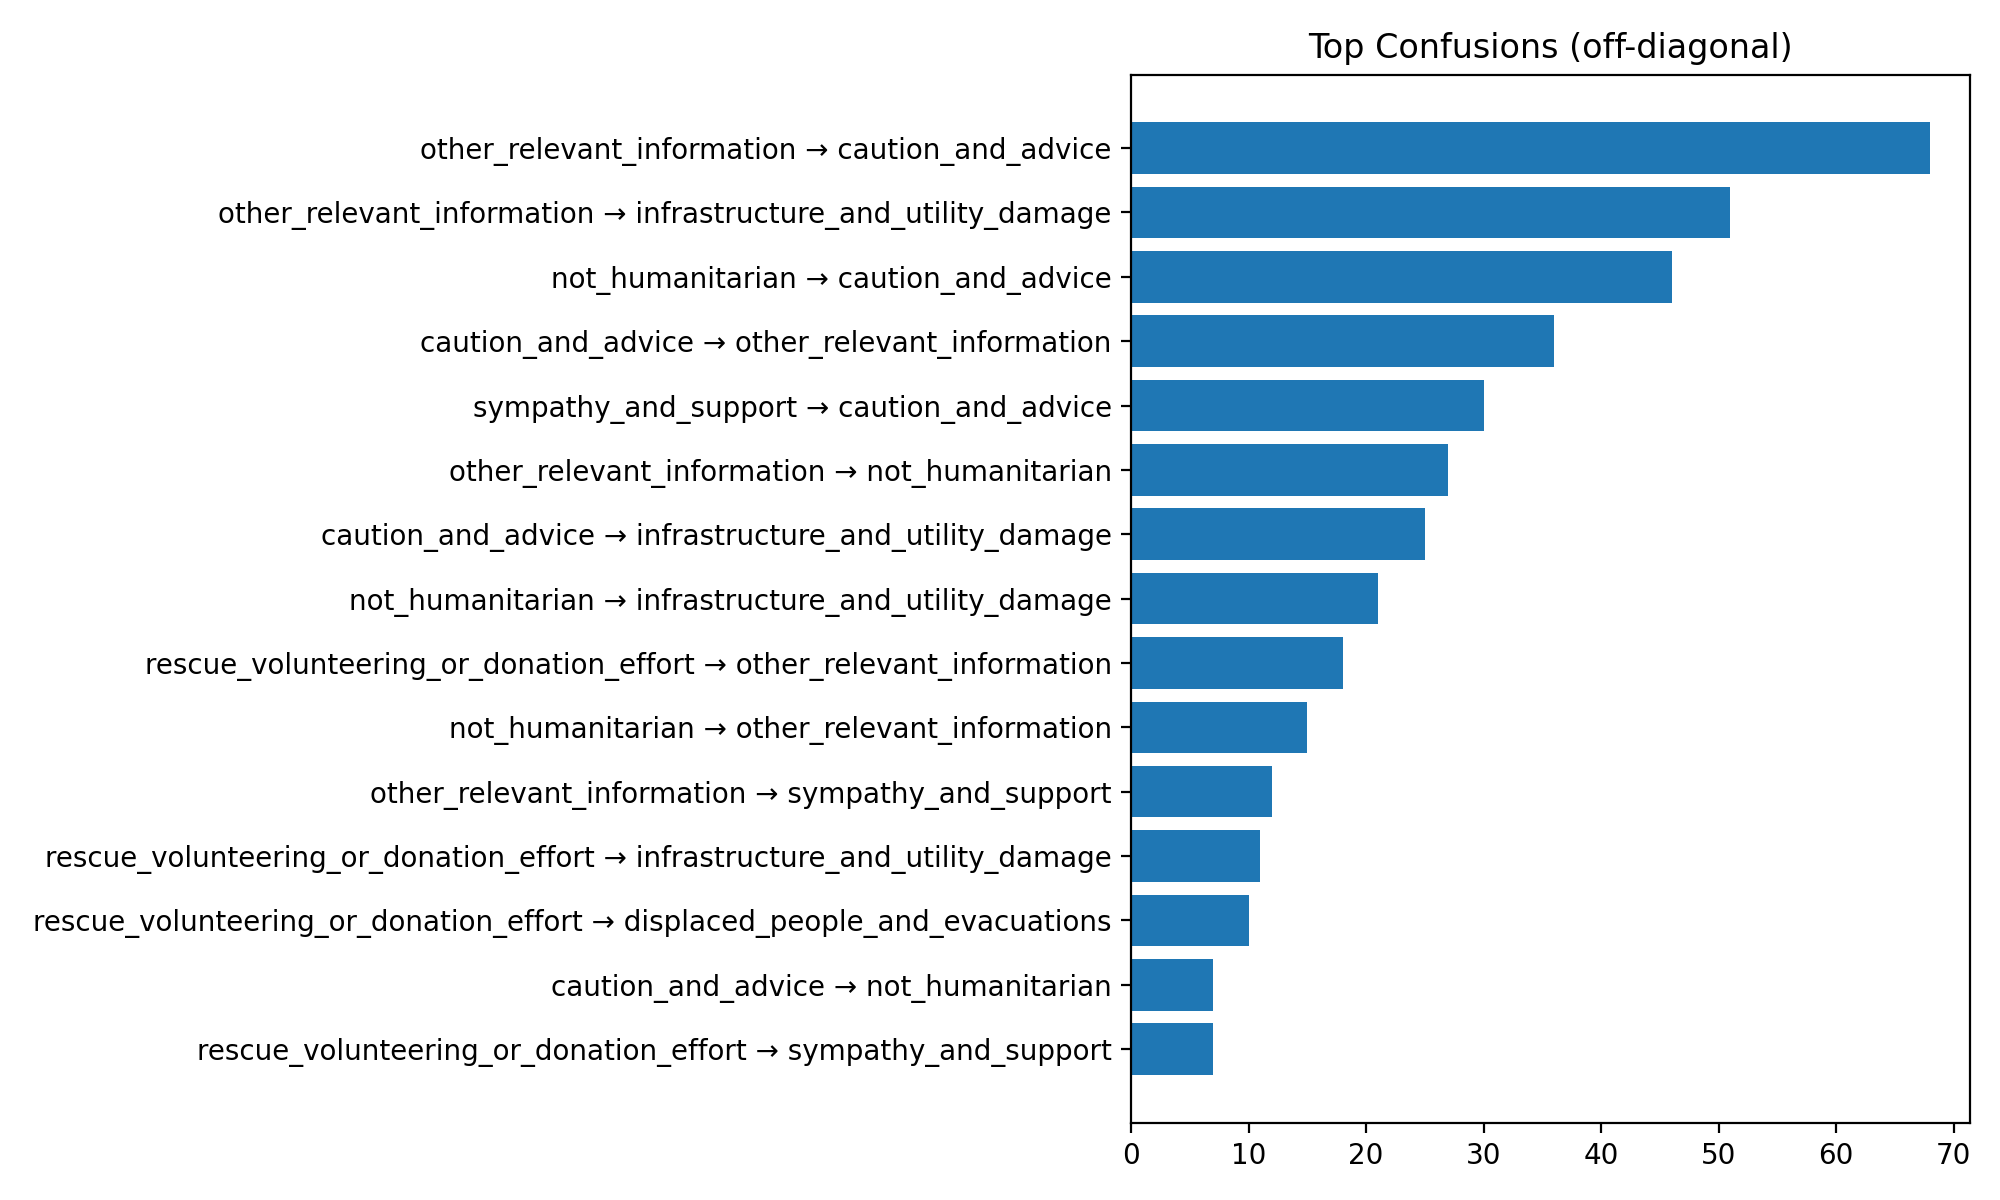 Top Confusions (off-diagonal)
other_relevant_information → caution_and_advice
other_relevant_information → infrastructure_and_utility_damage
not_humanitarian → caution_and_advice
caution_and_advice → other_relevant_information
sympathy_and_support → caution_and_advice
other_relevant_information → not_humanitarian
caution_and_advice → infrastructure_and_utility_damage
not_humanitarian → infrastructure_and_utility_damage
rescue_volunteering_or_donation_effort → other_relevant_information
not_humanitarian → other_relevant_information
other_relevant_information → sympathy_and_support
rescue_volunteering_or_donation_effort → infrastructure_and_utility_damage
rescue_volunteering_or_donation_effort → displaced_people_and_evacuations
caution_and_advice → not_humanitarian
rescue_volunteering_or_donation_effort → sympathy_and_support
0 10 20 30 40 50 60 70